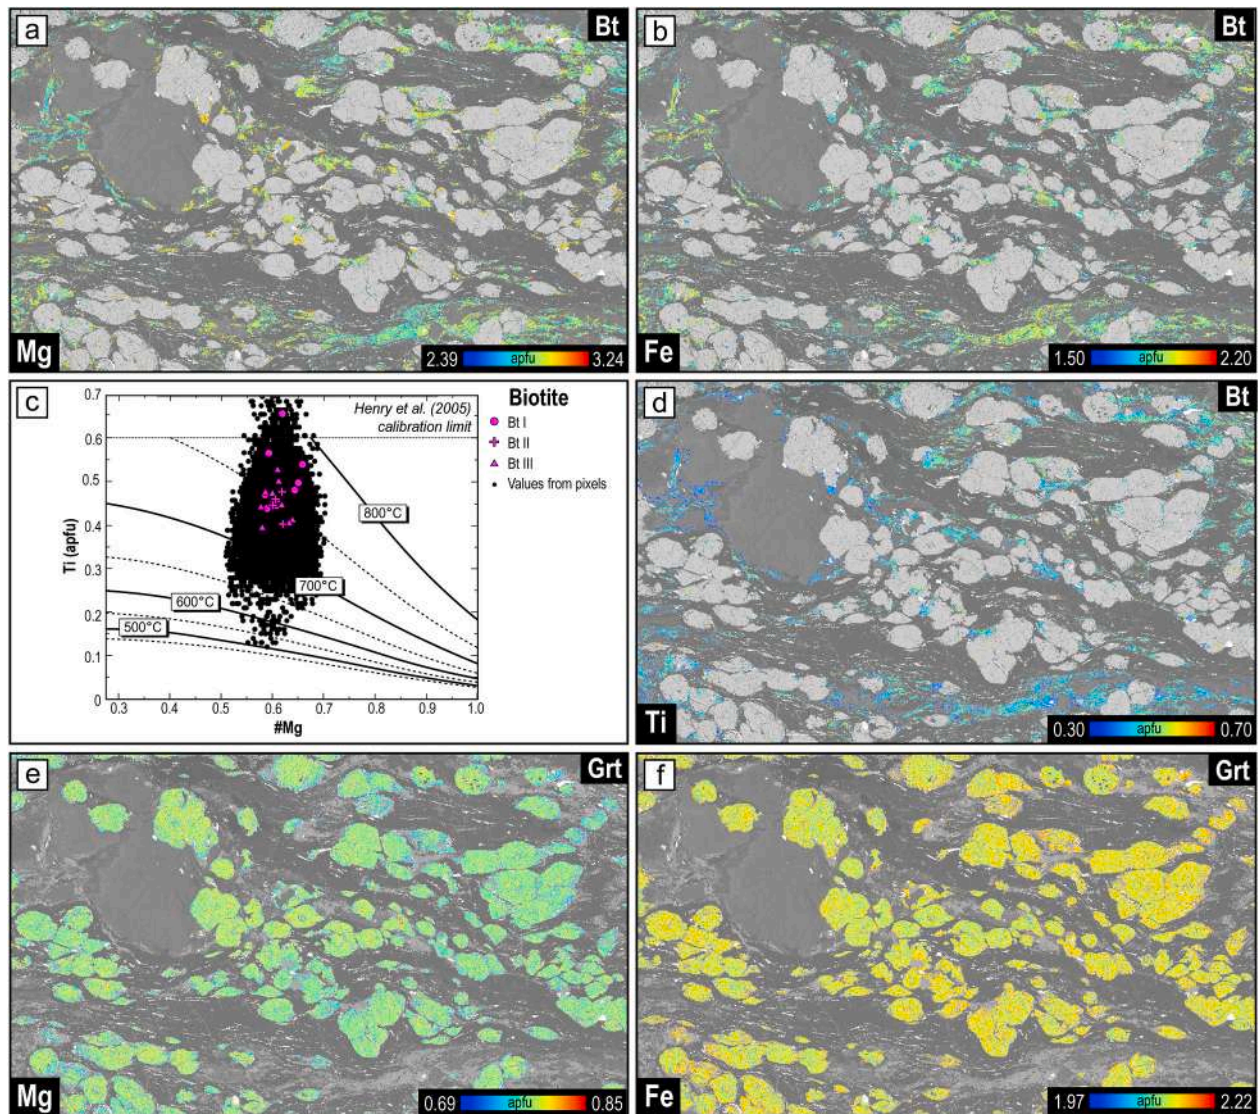 a
Bt
Mg
2.39 apfu 3.24
b
Bt
Fe
1.50 apfu 2.20
c
Henry et al. (2005)
calibration limit
0.7
0.6
0.5
0.4
0.3
0.2
0.1
0
Ti (apfu)
800°C
700°C
600°C
500°C
0.3 0.4 0.5 0.6 0.7 0.8 0.9 1.0
#Mg
Biotite
Bt I
Bt II
Bt III
Values from pixels
d
Bt
Ti
0.30 apfu 0.70
e
Grt
Mg
0.69 apfu 0.85
f
Grt
Fe
1.97 apfu 2.22